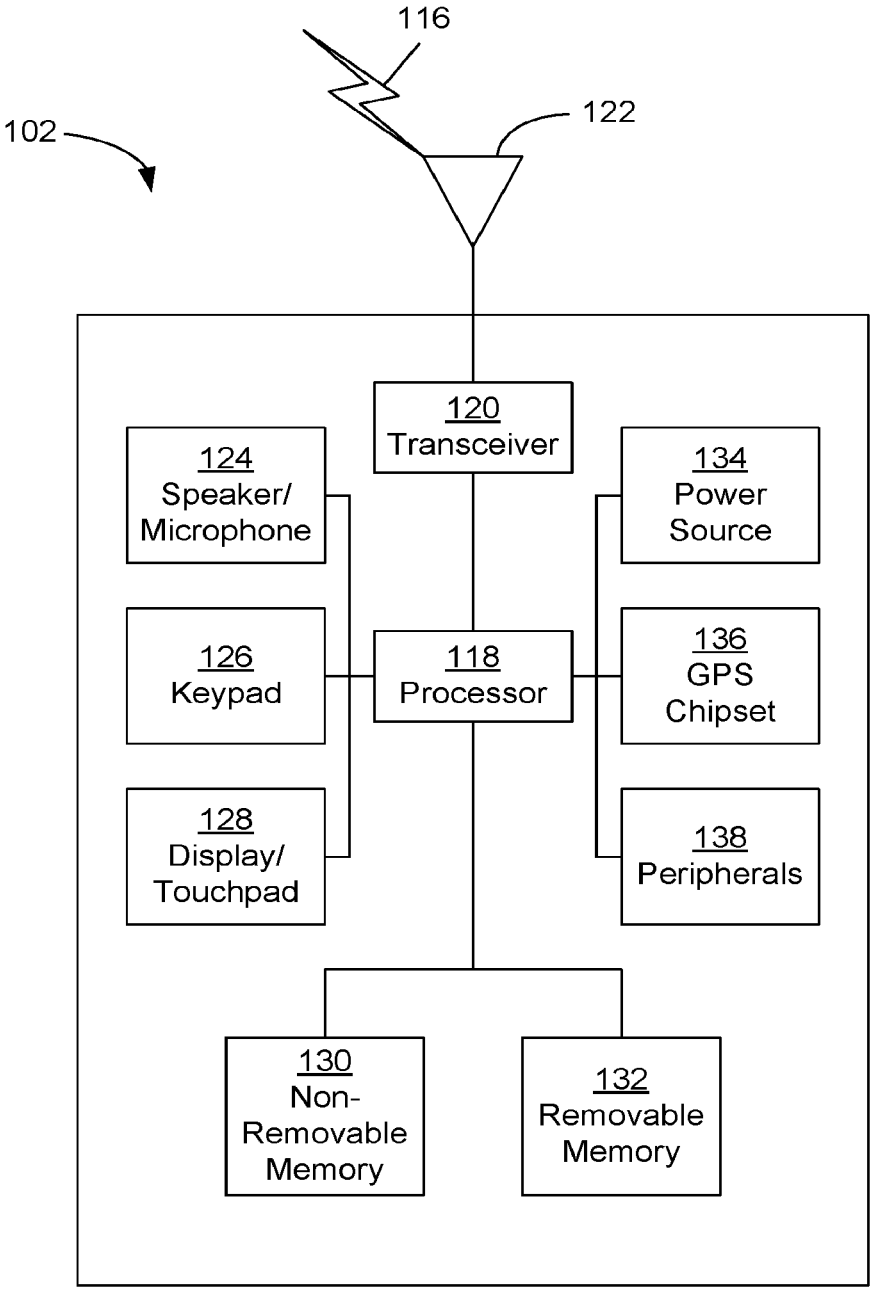 116
122
102
120
Transceiver
124
Speaker/
Microphone
134
Power
Source
126
Keypad
118
Processor
136
GPS
Chipset
128
Display/
Touchpad
138
Peripherals
130
Non-
Removable
Memory
132
Removable
Memory